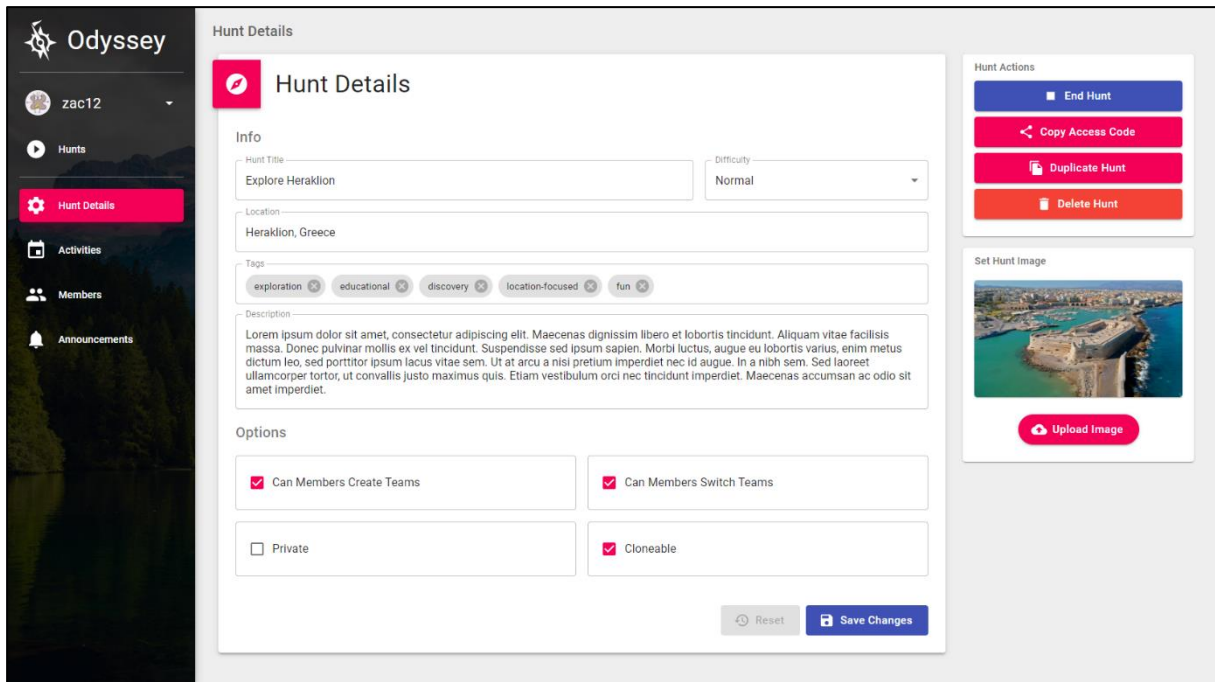 Odyssey
zac12
Hunts
Hunt Details
Activities
Members
Announcements
Hunt Details
Hunt Details
Info
Hunt Title
Explore Heraklion
Difficulty
Normal
Location
Heraklion, Greece
Tags
exploration educational discovery location-focused fun
Description
Lorem ipsum dolor sit amet, consectetur adipiscing elit. Maecenas dignissim libero et lobortis tincidunt. Aliquam vitae facilisis
massa. Donec pulvinar mollis ex vel tincidunt. Suspendisse sed ipsum sapien. Morbi luctus, augue eu lobortis varius, enim metus
dictum leo, sed porttitor ipsum lacus vitae sem. Ut at arcu a nisi pretium imperdiet nec id augue. In a nibh sem. Sed laoreet
ullamcorper tortor, ut convallis justo maximus quis. Etiam vestibulum orci nec tincidunt imperdiet. Maecenas accumsan ac odio sit
amet imperdiet.
Options
Can Members Create Teams
Can Members Switch Teams
Private
Cloneable
Reset
Save Changes
Hunt Actions
End Hunt
Copy Access Code
Duplicate Hunt
Delete Hunt
Set Hunt Image
Upload Image